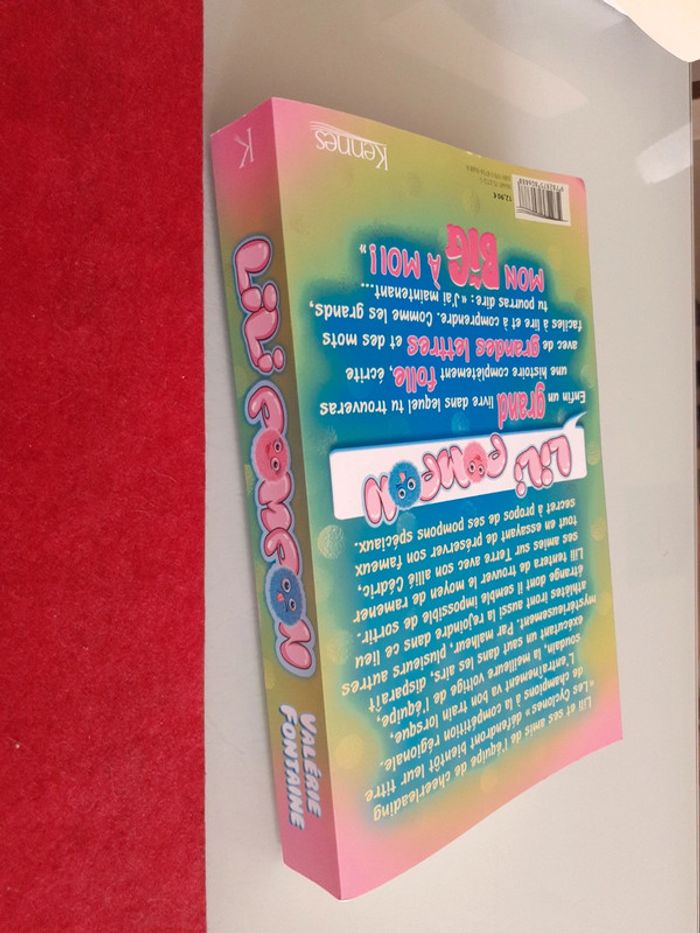 Lili et ses amis de l'équipe de cheerleading
« Les Cyclones » défendront bientôt leur titre
de championnes à la compétition régionale.
L'entraînement va bon train lorsque,
soudain, la meilleure voltige de l'équipe,
exécutant un saut dans les airs, disparaît
mystérieusement. Par malheur, plusieurs autres
athlètes iront aussi la rejoindre dans ce lieu
étrange dont il semble impossible de sortir.
Lili tentera de trouver le moyen de ramener
ses amies sur Terre avec son allié Cédric,
tout en essayant de préserver son fameux
secret à propos de ses pompons spéciaux.
LiLi POMPON
Enfin un grand livre dans lequel tu trouveras
une histoire complètement folle, écrite
avec de grandes lettres et des mots
faciles à lire et à comprendre. Comme les grands,
tu pourras dire : « J'ai maintenant...
MON BIG À MOI ! »
12,90 €
Kennes
K
LiLi POMPON
VALÉRIE
FONTAINE